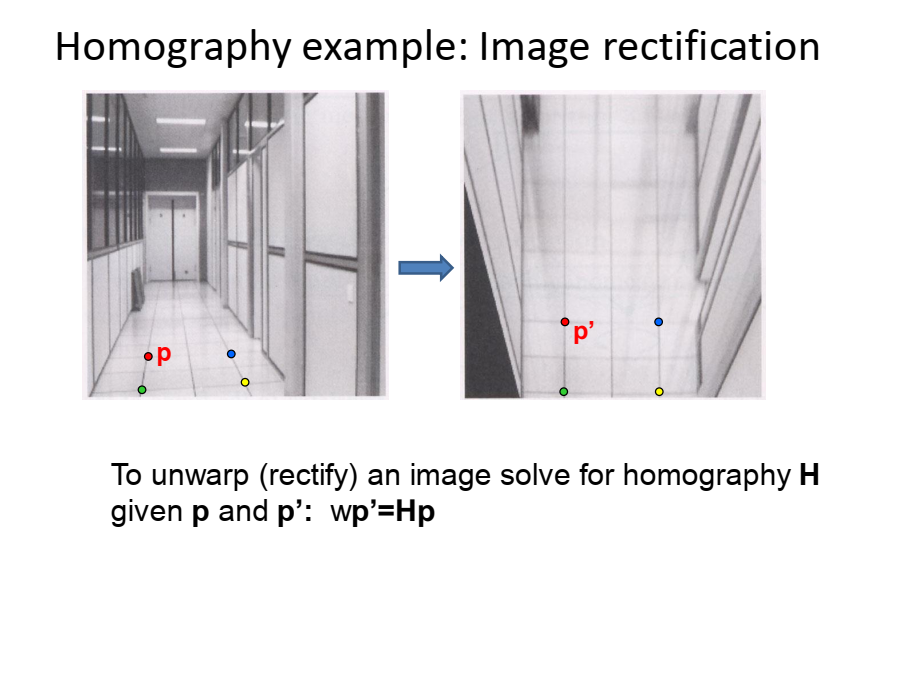 Homography example: Image rectification
p
p’
To unwarp (rectify) an image solve for homography H
given p and p’: wp’=Hp